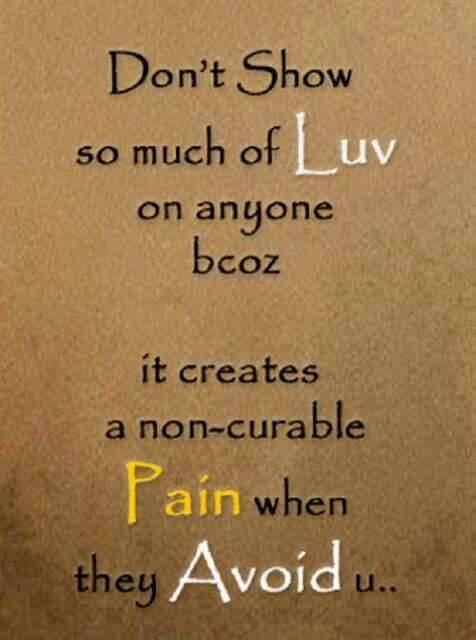 Don't Show
so much of Luv
on anyone
bcoz
it creates
a non-curable
Pain when
they Avoid u..